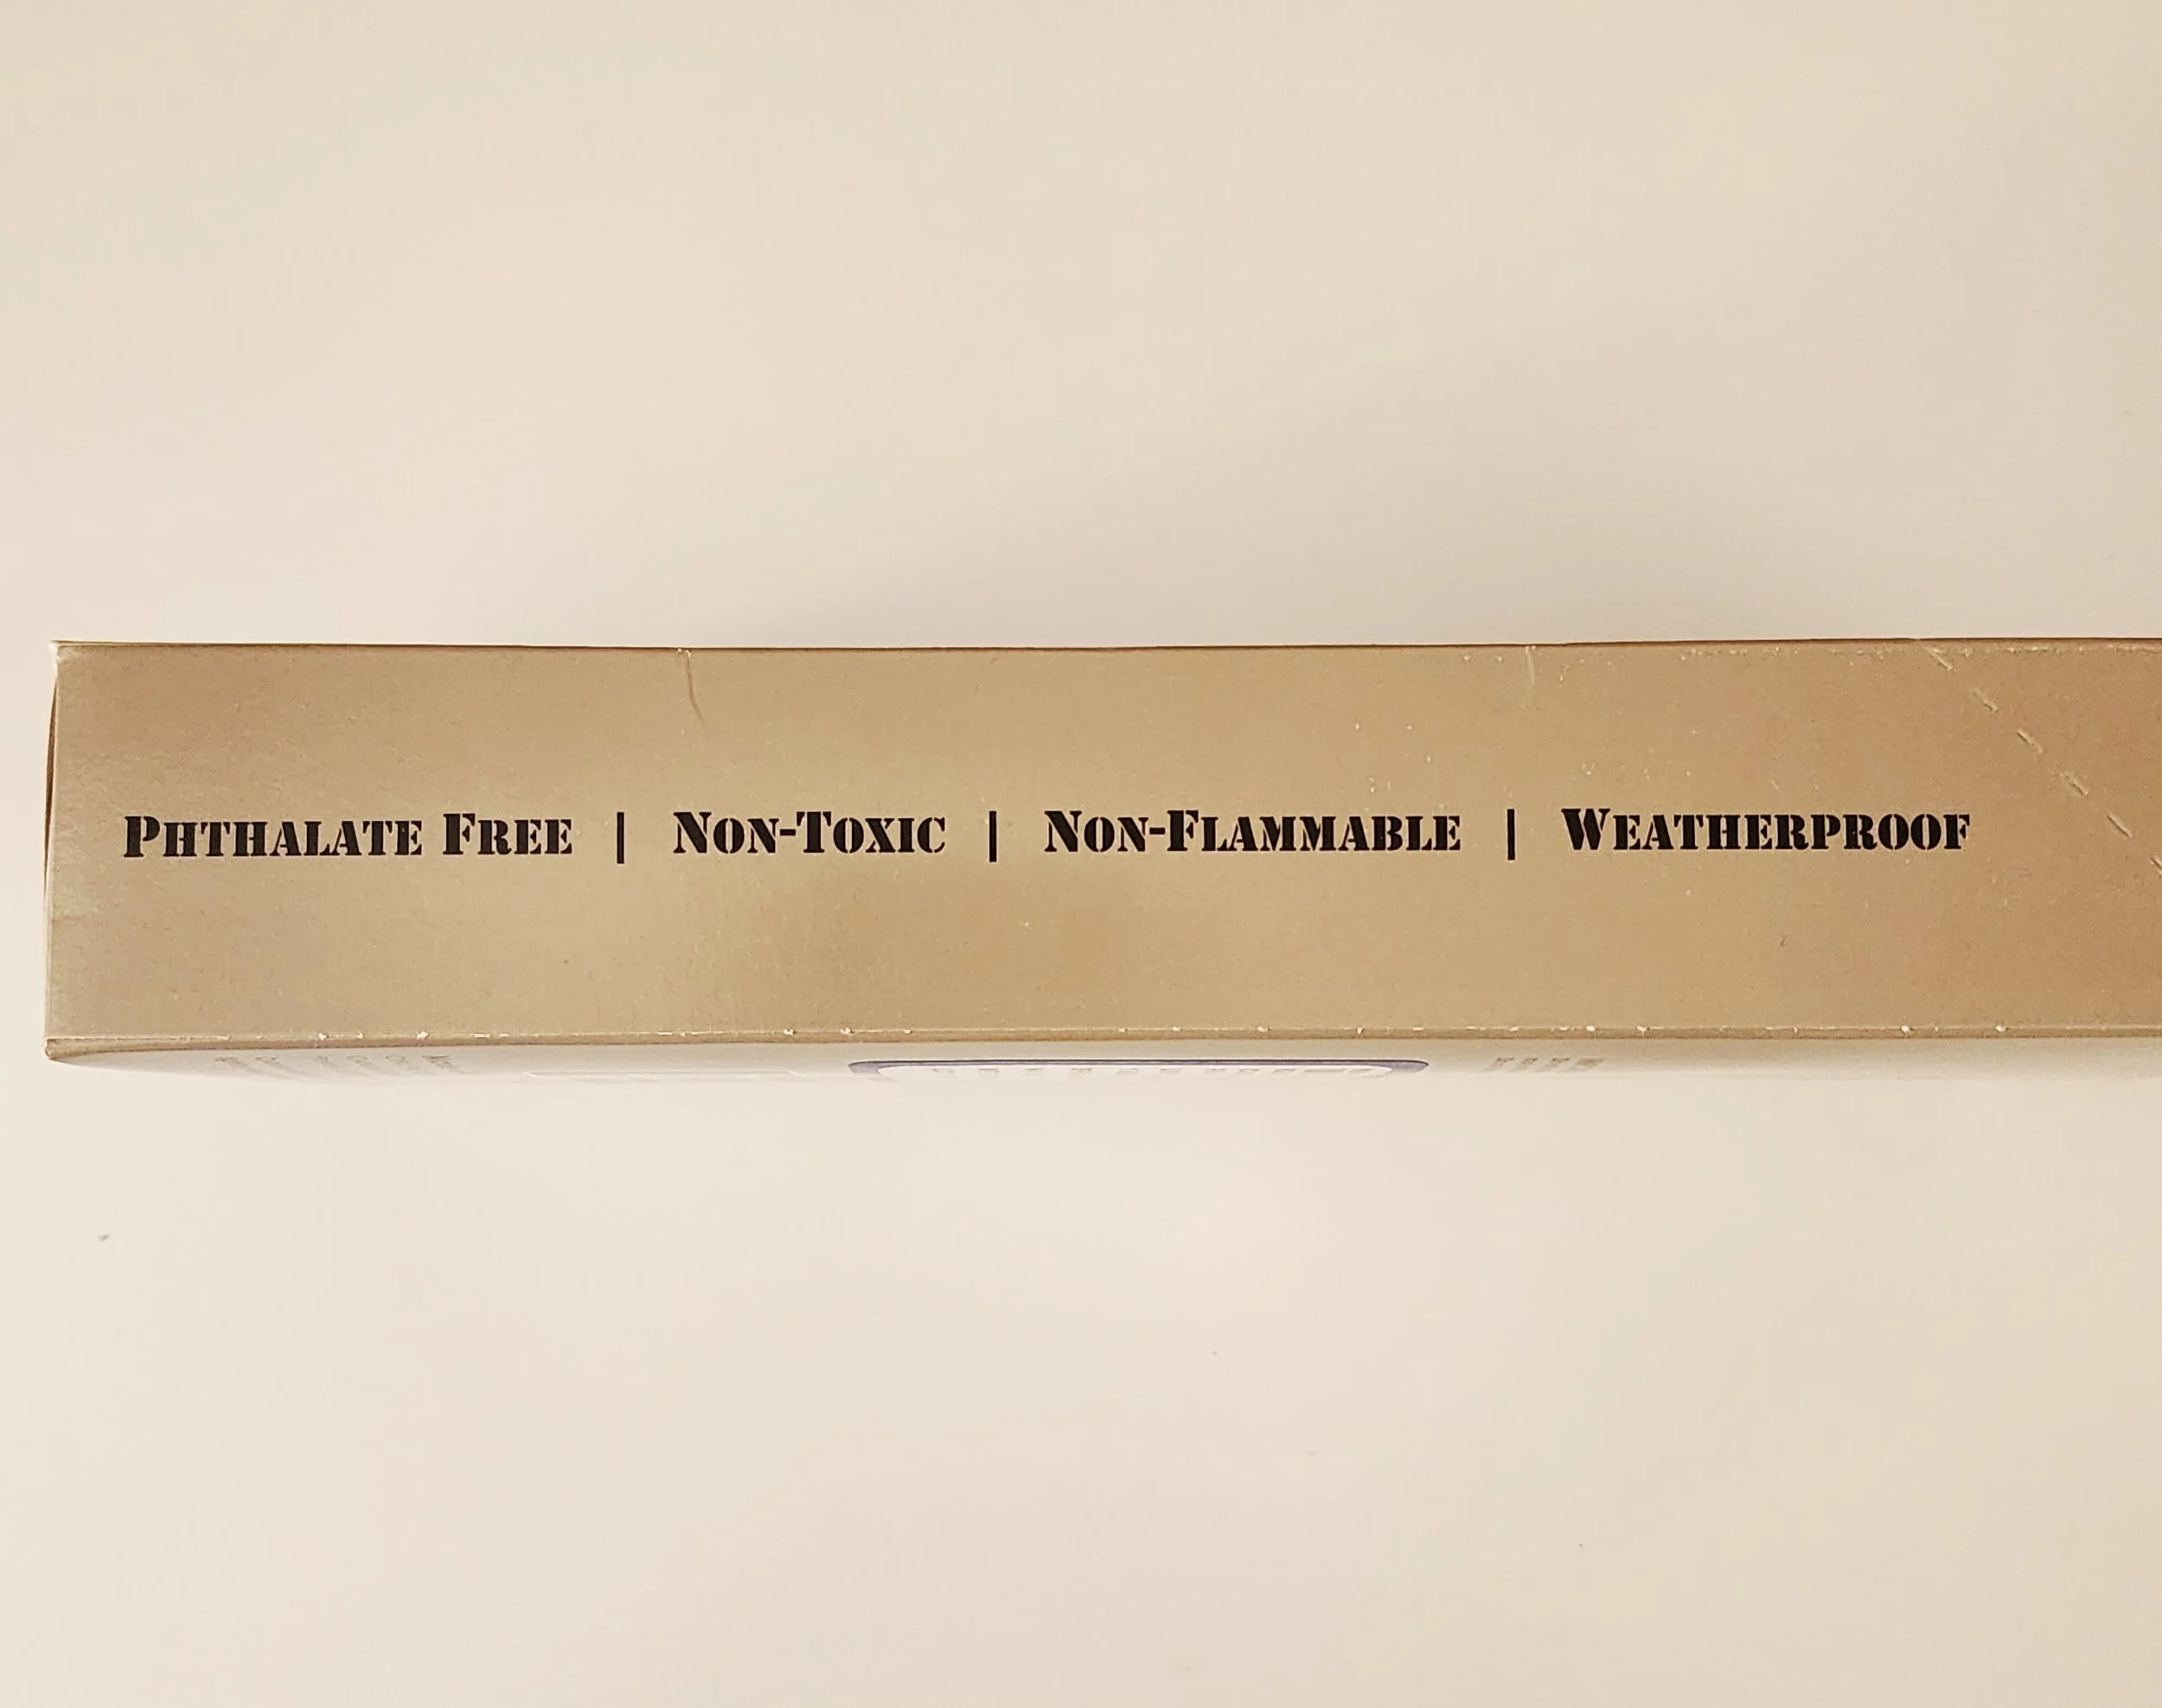 Phthalate Free | Non-Toxic | Non-Flammable | Weatherproof